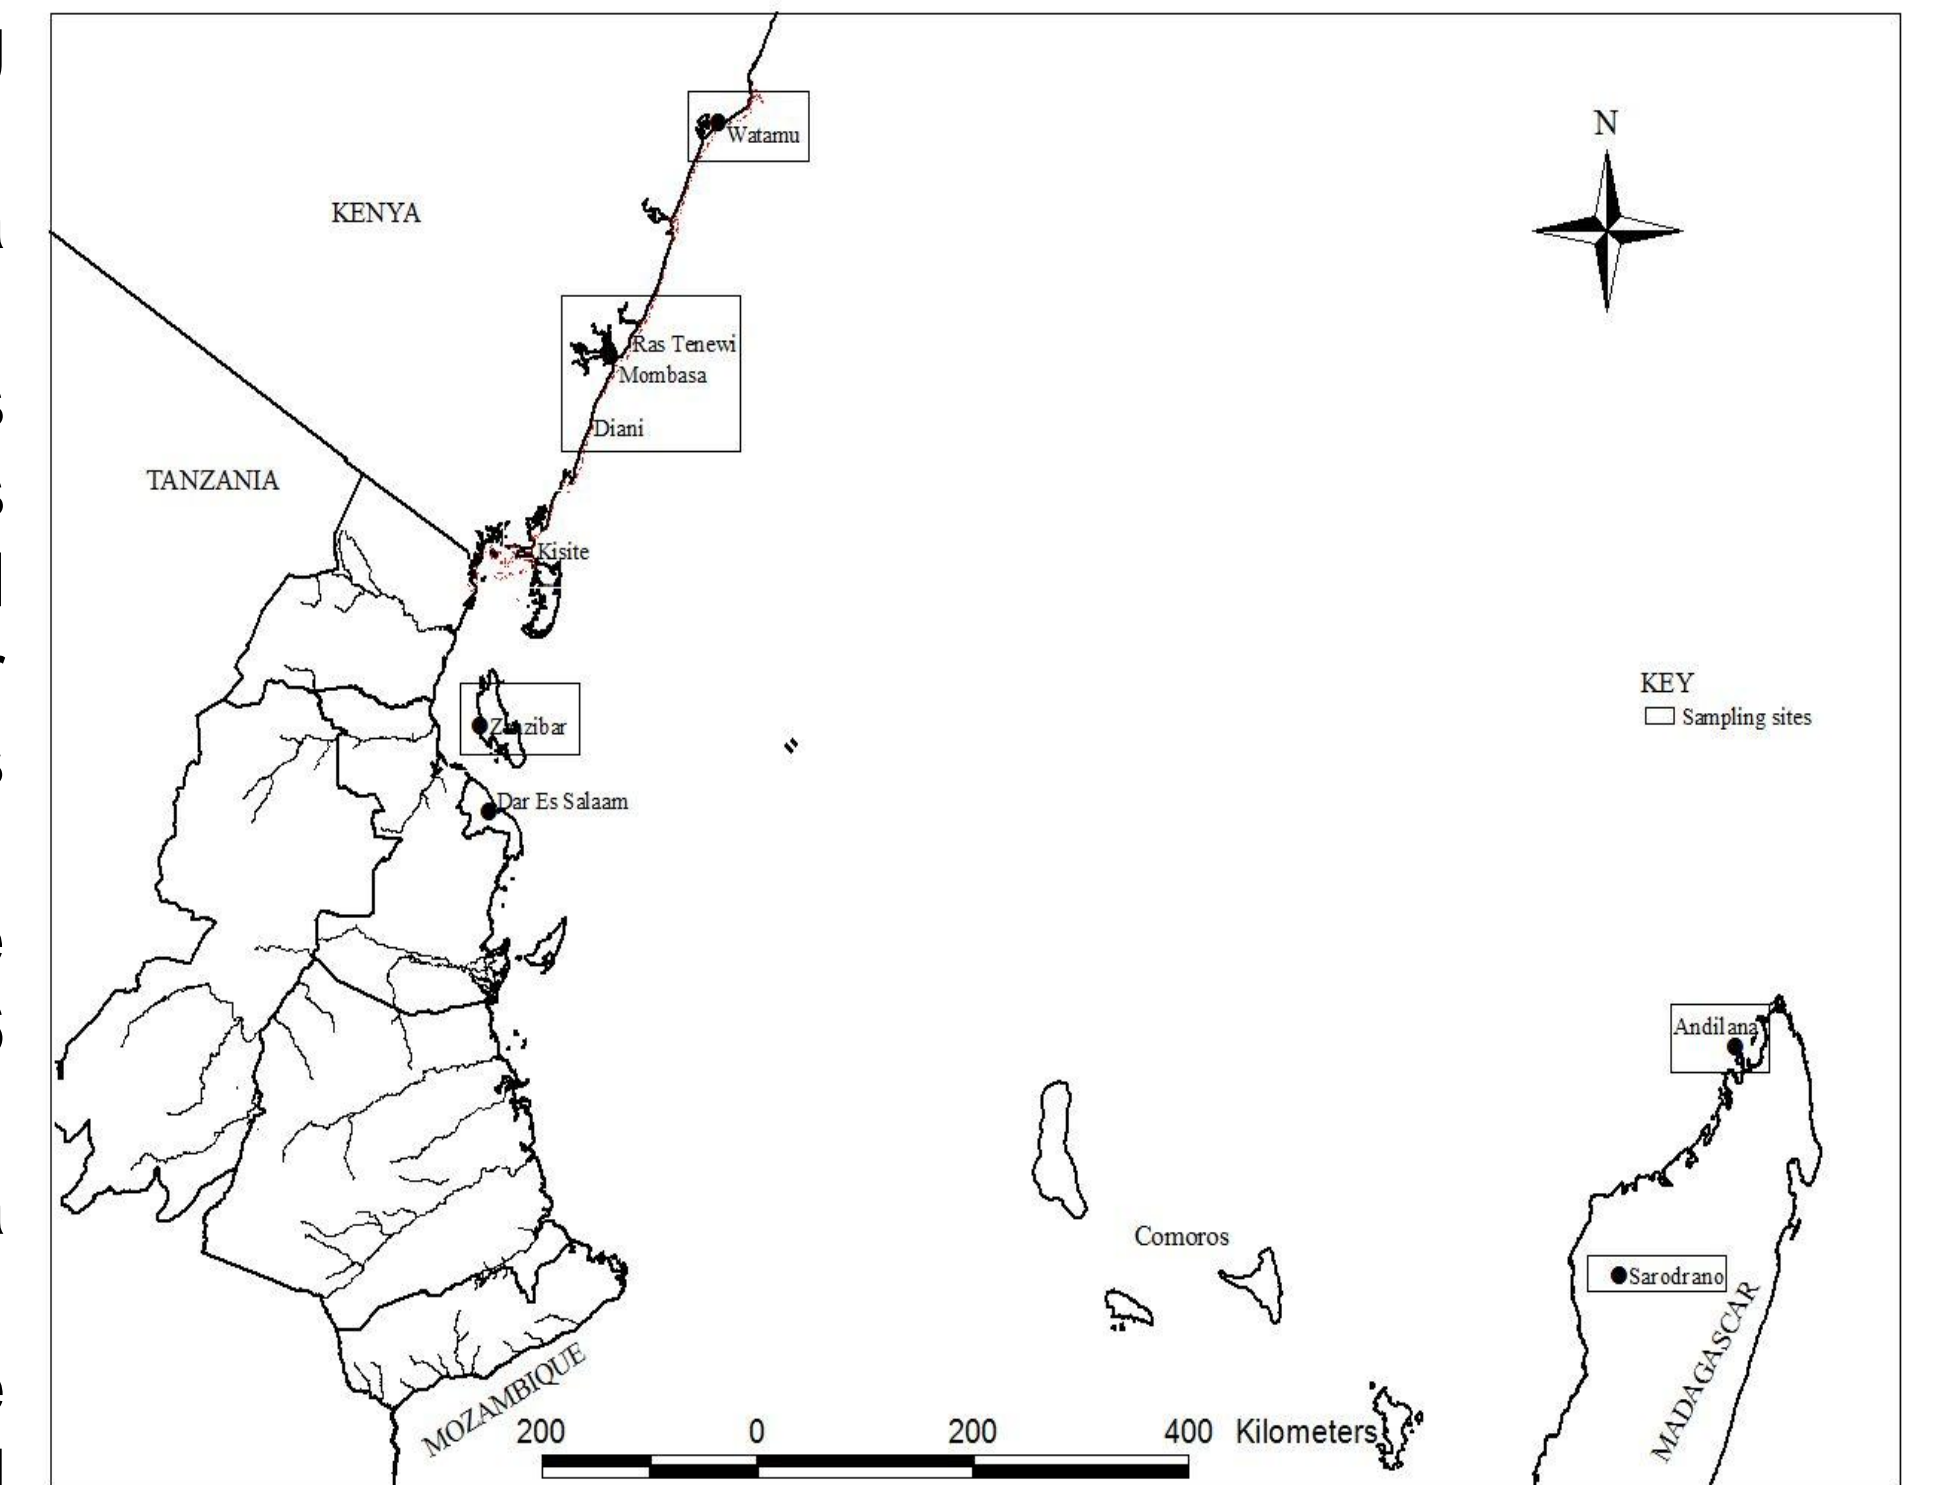 N
Watamu
KENYA
Ras Tenewi
Mombasa
Diani
TANZANIA
Kisite
KEY
Sampling sites
Zanzibar
Dar Es Salaam
Andilana
Comoros
Sarodrano
MADAGASCAR
MOZAMBIQUE
200 0 200 400 Kilometers